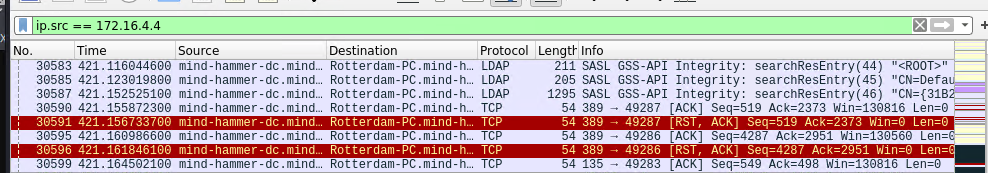 ip.src == 172.16.4.4
No. Time Source Destination Protocol Length Info
30583 421.116044600 mind-hammer-dc.mind… Rotterdam-PC.mind-h… LDAP 211 SASL GSS-API Integrity: searchResEntry(44) "<ROOT>"
30585 421.123019800 mind-hammer-dc.mind… Rotterdam-PC.mind-h… LDAP 205 SASL GSS-API Integrity: searchResEntry(45) "CN=Defau
30587 421.152525100 mind-hammer-dc.mind… Rotterdam-PC.mind-h… LDAP 1295 SASL GSS-API Integrity: searchResEntry(46) "CN={31B2
30590 421.155872300 mind-hammer-dc.mind… Rotterdam-PC.mind-h… TCP 54 389 → 49287 [ACK] Seq=519 Ack=2373 Win=130816 Len=0
30591 421.156733700 mind-hammer-dc.mind… Rotterdam-PC.mind-h… TCP 54 389 → 49287 [RST, ACK] Seq=519 Ack=2373 Win=0 Len=0
30595 421.160986600 mind-hammer-dc.mind… Rotterdam-PC.mind-h… TCP 54 389 → 49286 [ACK] Seq=4287 Ack=2951 Win=130560 Len=0
30596 421.161846100 mind-hammer-dc.mind… Rotterdam-PC.mind-h… TCP 54 389 → 49286 [RST, ACK] Seq=4287 Ack=2951 Win=0 Len=0
30599 421.164502100 mind-hammer-dc.mind… Rotterdam-PC.mind-h… TCP 54 135 → 49283 [ACK] Seq=549 Ack=498 Win=130816 Len=0